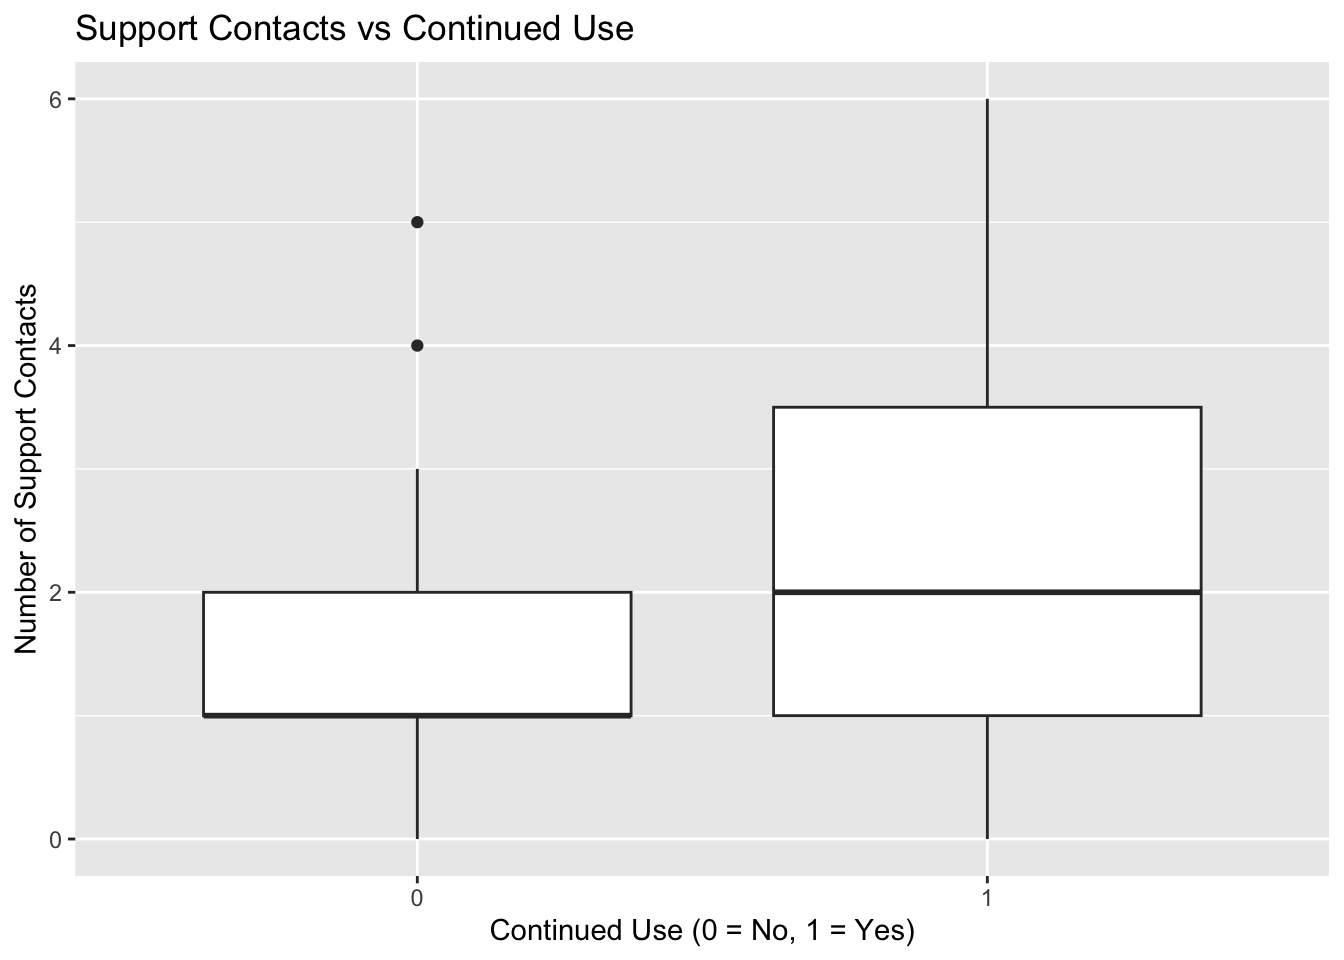 Support Contacts vs Continued Use
Number of Support Contacts
6
4
2
0
0
1
Continued Use (0 = No, 1 = Yes)